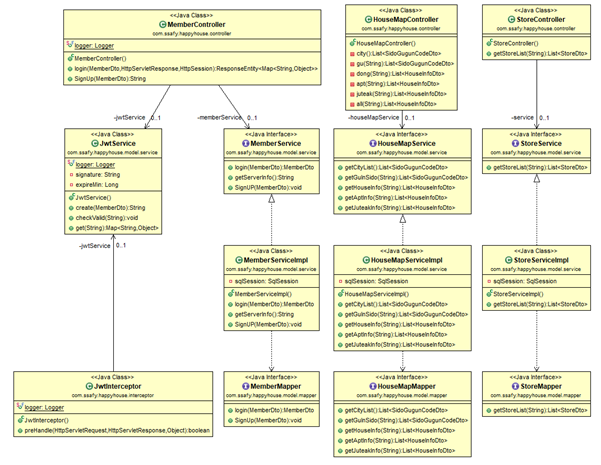 <<Java Class>>
MemberController
com.ssafy.happyhouse.controller
logger: Logger
MemberController()
login(MemberDto,HttpServletResponse,HttpSession):ResponseEntity<Map<String,Object>>
SignUp(MemberDto):String
<<Java Class>>
HouseMapController
com.ssafy.happyhouse.controller
HouseMapController()
city():List<SidoGugunCodeDto>
gu(String):List<SidoGugunCodeDto>
dong(String):List<HouseInfoDto>
apt(String):List<HouseInfoDto>
juteak(String):List<HouseInfoDto>
all(String):List<HouseInfoDto>
<<Java Class>>
StoreController
com.ssafy.happyhouse.controller
StoreController()
getStoreList(String):List<StoreDto>
-jwtService 0..1
-memberService 0..1
-houseMapService 0..1
-service 0..1
<<Java Class>>
JwtService
com.ssafy.happyhouse.model.service
logger: Logger
signature: String
expireMin: Long
JwtService()
create(MemberDto):String
checkValid(String):void
get(String):Map<String,Object>
<<Java Interface>>
MemberService
com.ssafy.happyhouse.model.service
login(MemberDto):MemberDto
getServerInfo():String
SignUP(MemberDto):void
<<Java Interface>>
HouseMapService
com.ssafy.happyhouse.model.service
getCityList():List<SidoGugunCodeDto>
getGuInSido(String):List<SidoGugunCodeDto>
getHouseInfo(String):List<HouseInfoDto>
getAptInfo(String):List<HouseInfoDto>
getJuteakInfo(String):List<HouseInfoDto>
<<Java Interface>>
StoreService
com.ssafy.happyhouse.model.service
getStoreList(String):List<StoreDto>
-jwtService 0..1
<<Java Class>>
MemberServiceImpl
com.ssafy.happyhouse.model.service
sqlSession: SqlSession
MemberServiceImpl()
login(MemberDto):MemberDto
getServerInfo():String
SignUP(MemberDto):void
<<Java Class>>
HouseMapServiceImpl
com.ssafy.happyhouse.model.service
sqlSession: SqlSession
HouseMapServiceImpl()
getCityList():List<SidoGugunCodeDto>
getGuInSido(String):List<SidoGugunCodeDto>
getHouseInfo(String):List<HouseInfoDto>
getAptInfo(String):List<HouseInfoDto>
getJuteakInfo(String):List<HouseInfoDto>
<<Java Class>>
StoreServiceImpl
com.ssafy.happyhouse.model.service
sqlSession: SqlSession
StoreServiceImpl()
getStoreList(String):List<StoreDto>
<<Java Class>>
JwtInterceptor
com.ssafy.happyhouse.interceptor
logger: Logger
JwtInterceptor()
preHandle(HttpServletRequest,HttpServletResponse,Object):boolean
<<Java Interface>>
MemberMapper
com.ssafy.happyhouse.model.mapper
login(MemberDto):MemberDto
SignUp(MemberDto):void
<<Java Interface>>
HouseMapMapper
com.ssafy.happyhouse.model.mapper
getCityList():List<SidoGugunCodeDto>
getGuInSido(String):List<SidoGugunCodeDto>
getHouseInfo(String):List<HouseInfoDto>
getAptInfo(String):List<HouseInfoDto>
getJuteakInfo(String):List<HouseInfoDto>
<<Java Interface>>
StoreMapper
com.ssafy.happyhouse.model.mapper
getStoreList(String):List<StoreDto>